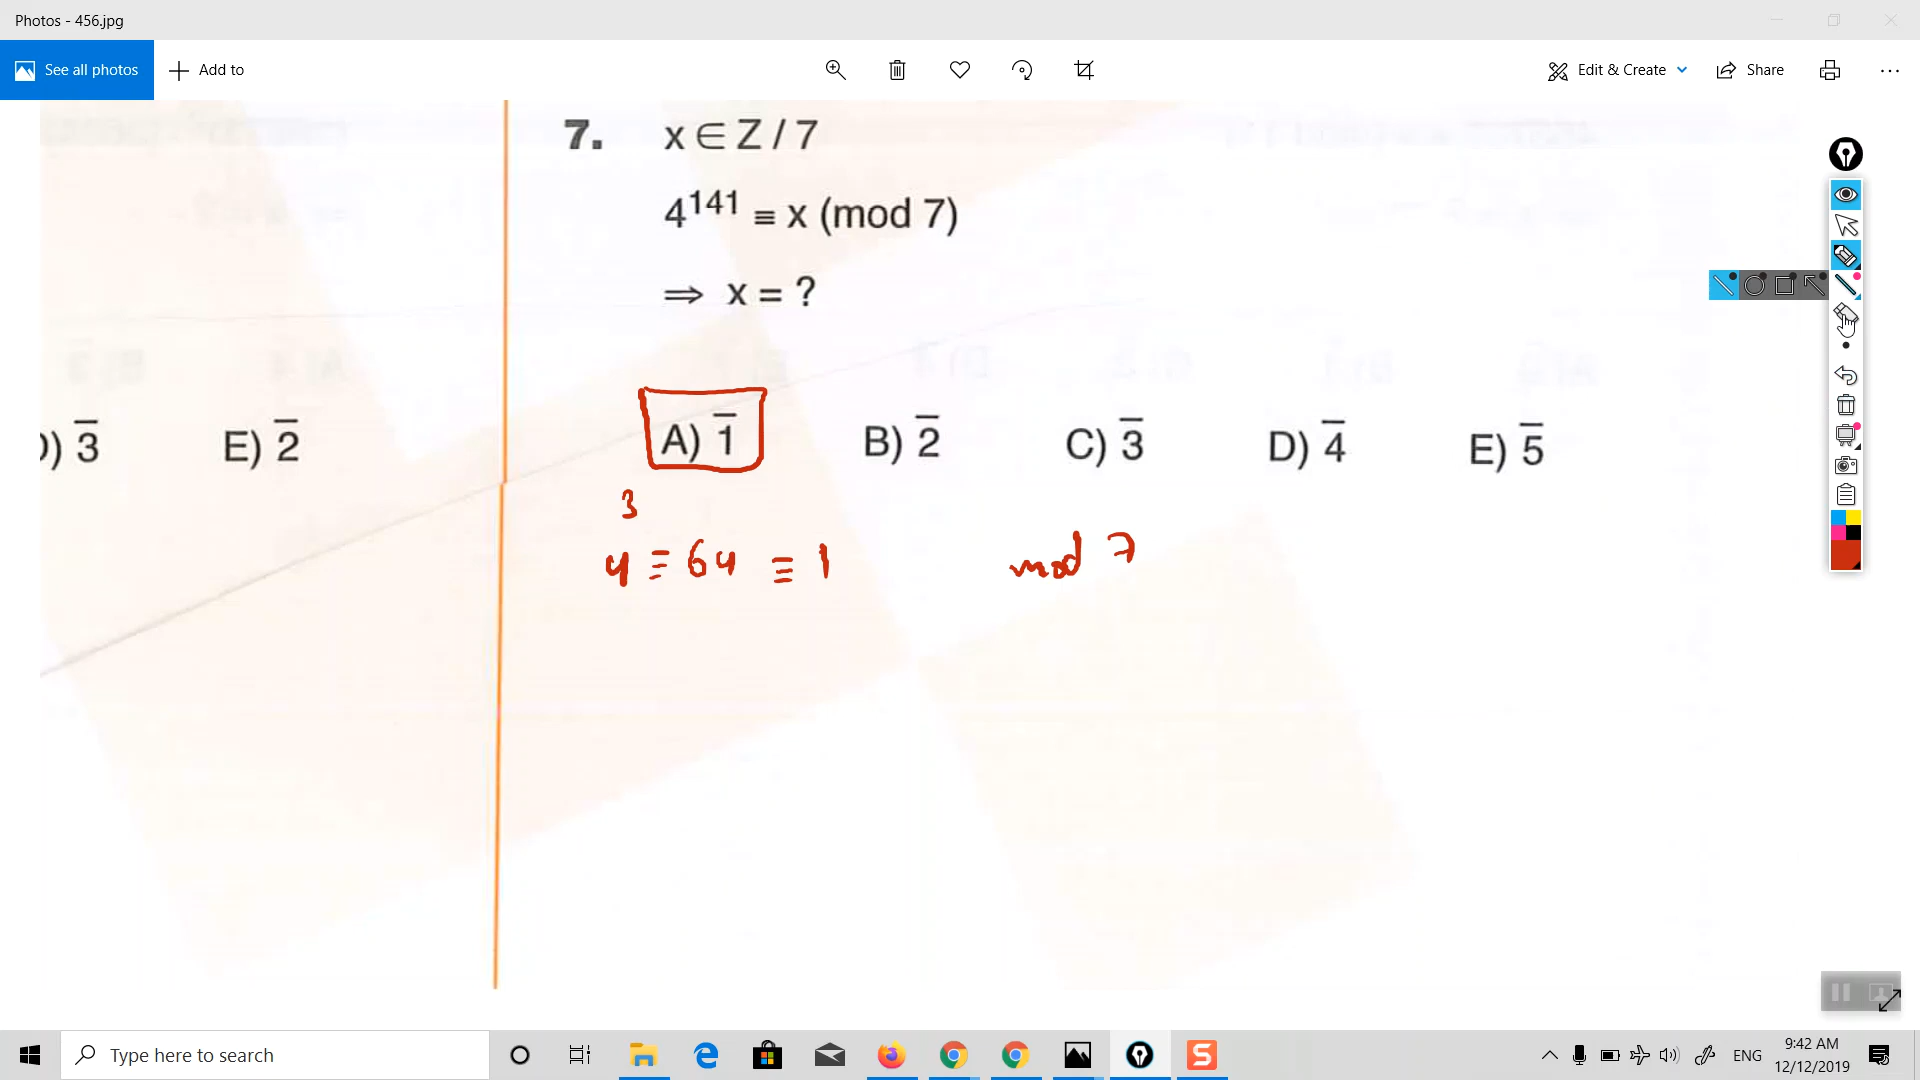 Photos - 456.jpg
See all photos
Add to
Edit & Create
Share
7. x ∈ Z / 7
4¹⁴¹ ≡ x (mod 7)
⇒ x = ?
) 3̅ E) 2̅
A) 1̅ B) 2̅ C) 3̅ D) 4̅ E) 5̅
4³ ≡ 64 ≡ 1 mod 7
Type here to search
ENG
9:42 AM
12/12/2019